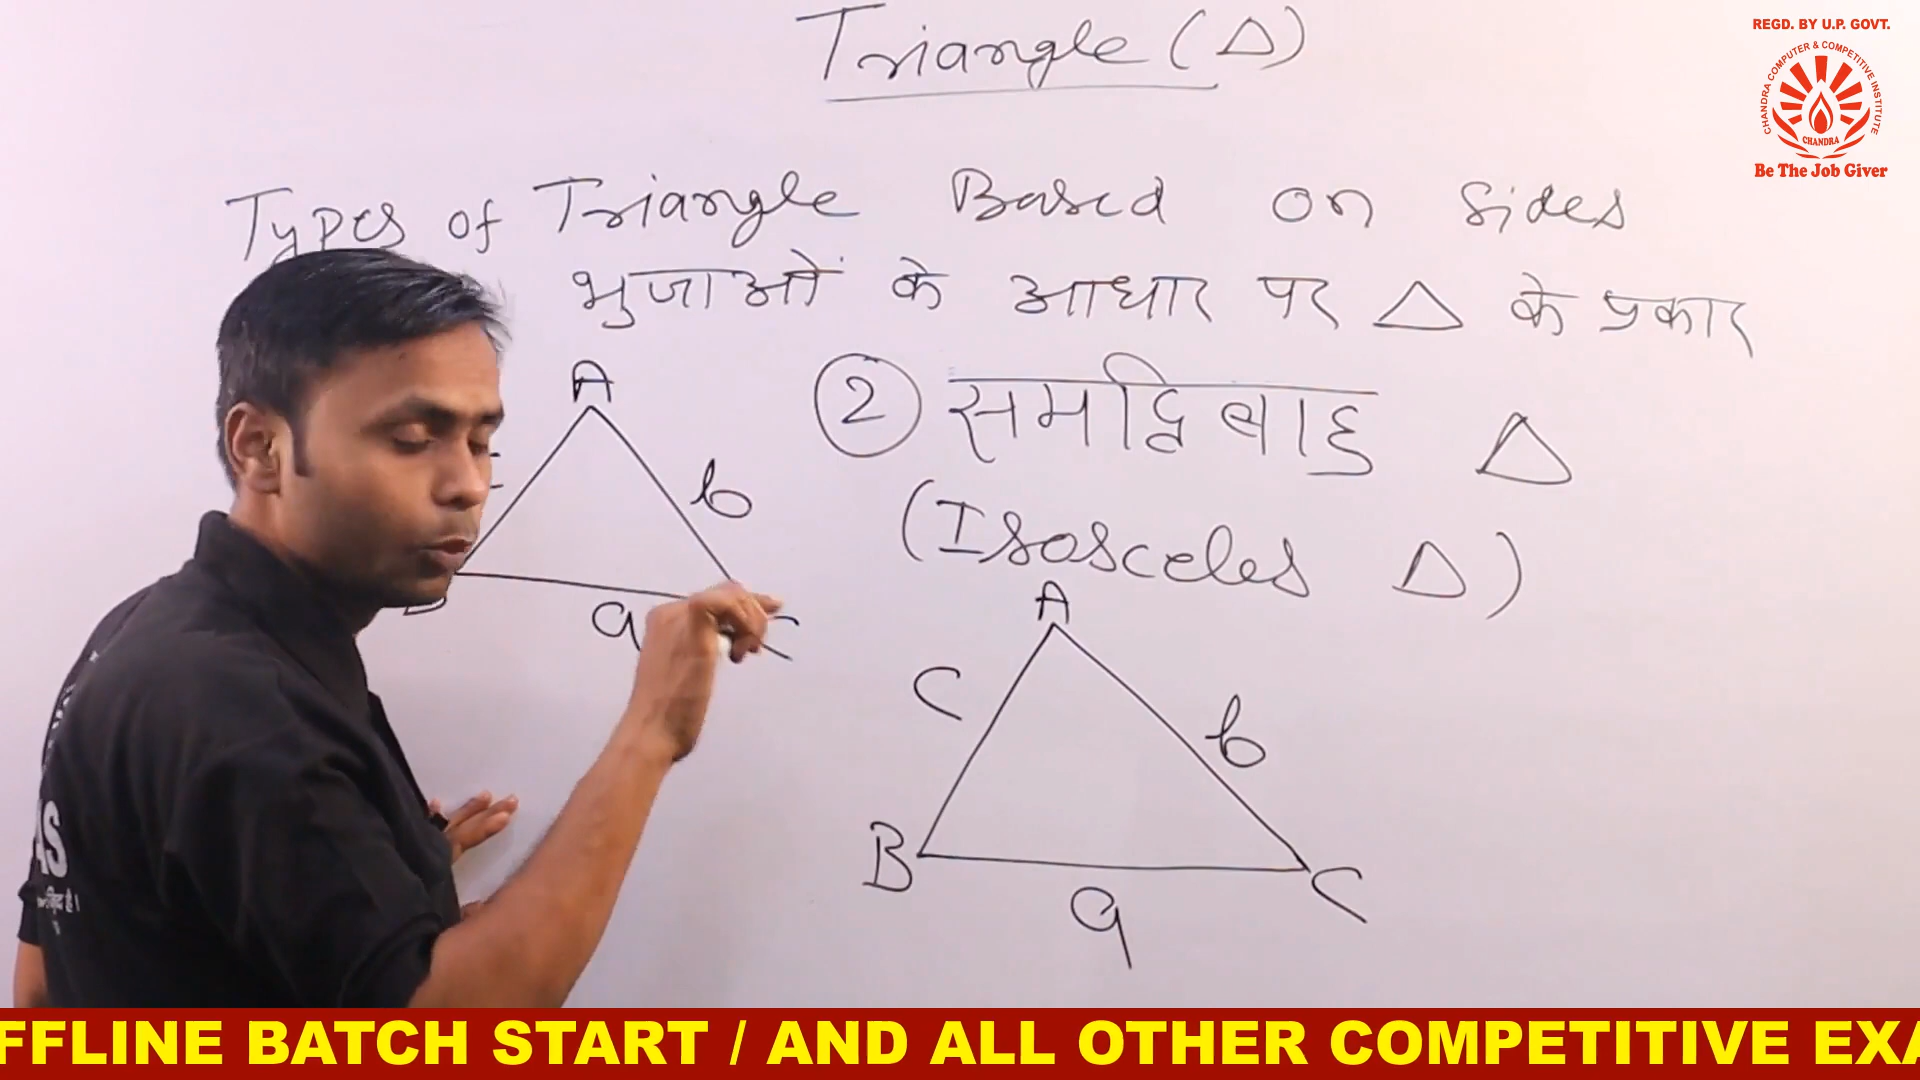 REGD. BY U.P. GOVT.
CHANDRA COMPUTER & COMPETITIVE INSTITUTE
CHANDRA
Be The Job Giver
Triangle (Δ)
Types of Triangle Based on Sides
भुजाओं के आधार पर Δ के प्रकार
A
b
a
C
2 समद्विबाहु Δ
(Isosceles Δ)
A
C
b
B
C
a
AS
FFLINE BATCH START / AND ALL OTHER COMPETITIVE EXA